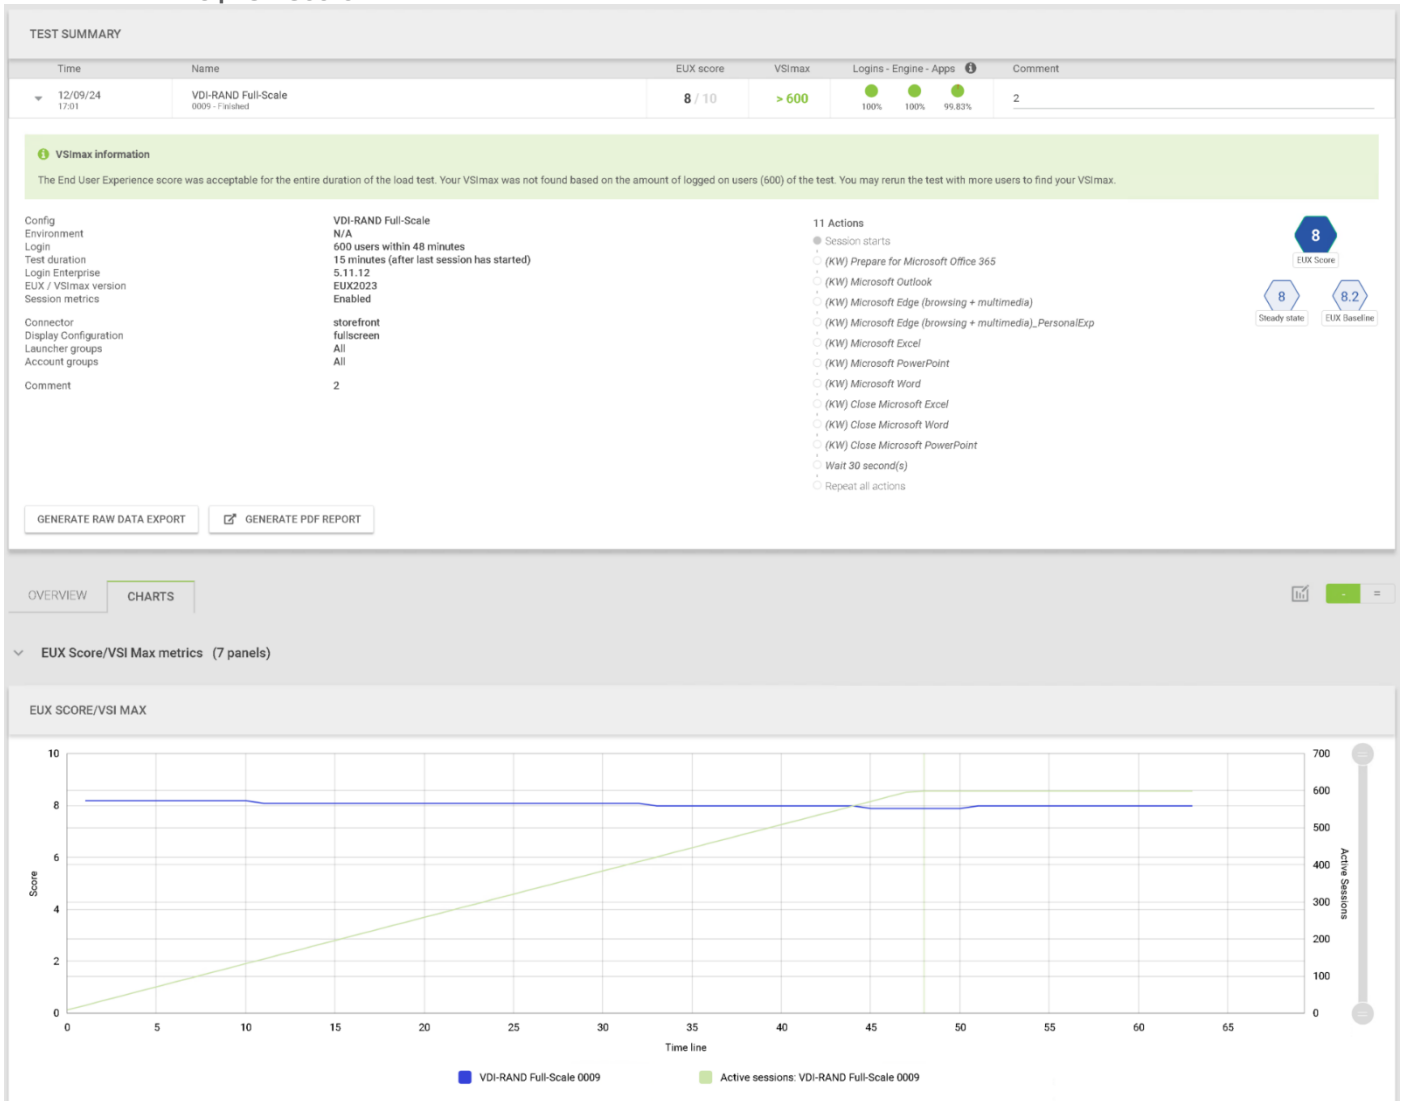 TEST SUMMARY
Time Name EUX score VSImax Logins - Engine - Apps Comment
12/09/24 VDI-RAND Full-Scale 8 / 10 > 600 2
17:01 0009 - Finished 100% 100% 99.83%
VSImax information
The End User Experience score was acceptable for the entire duration of the load test. Your VSImax was not found based on the amount of logged on users (600) of the test. You may rerun the test with more users to find your VSImax.
Config VDI-RAND Full-Scale
Environment N/A
Login 600 users within 48 minutes
Test duration 15 minutes (after last session has started)
Login Enterprise 5.11.12
EUX / VSImax version EUX2023
Session metrics Enabled
Connector storefront
Display Configuration fullscreen
Launcher groups All
Account groups All
Comment 2
11 Actions
Session starts
(KW) Prepare for Microsoft Office 365
(KW) Microsoft Outlook
(KW) Microsoft Edge (browsing + multimedia)
(KW) Microsoft Edge (browsing + multimedia)_PersonalExp
(KW) Microsoft Excel
(KW) Microsoft PowerPoint
(KW) Microsoft Word
(KW) Close Microsoft Excel
(KW) Close Microsoft Word
(KW) Close Microsoft PowerPoint
Wait 30 second(s)
Repeat all actions
8
EUX Score
8 8.2
Steady state EUX Baseline
GENERATE RAW DATA EXPORT GENERATE PDF REPORT
OVERVIEW CHARTS - =
EUX Score/VSI Max metrics (7 panels)
EUX SCORE/VSI MAX
10
8
6
4
2
0
Score
700
600
500
400
300
200
100
0
Active Sessions
0 5 10 15 20 25 30 35 40 45 50 55 60 65
Time line
VDI-RAND Full-Scale 0009 Active sessions: VDI-RAND Full-Scale 0009